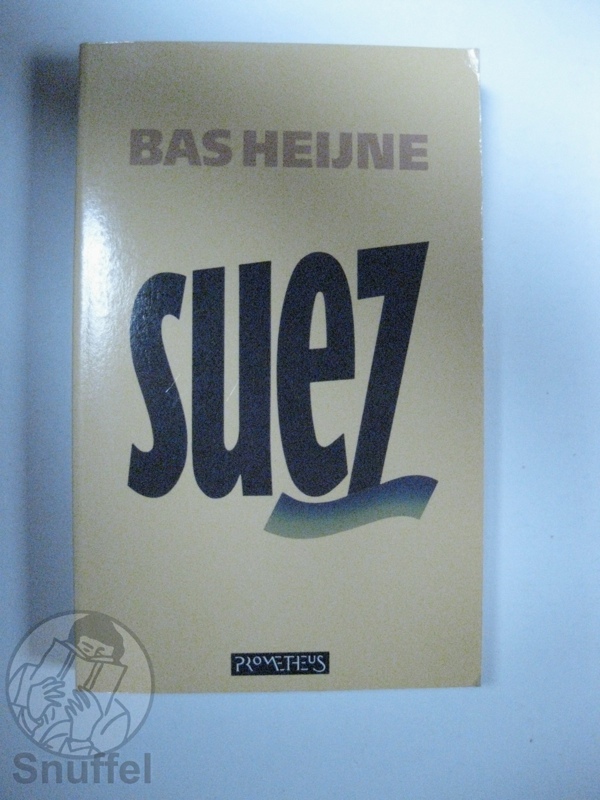 BAS HEIJNE
suez
PROMETHEUS
Snuffel